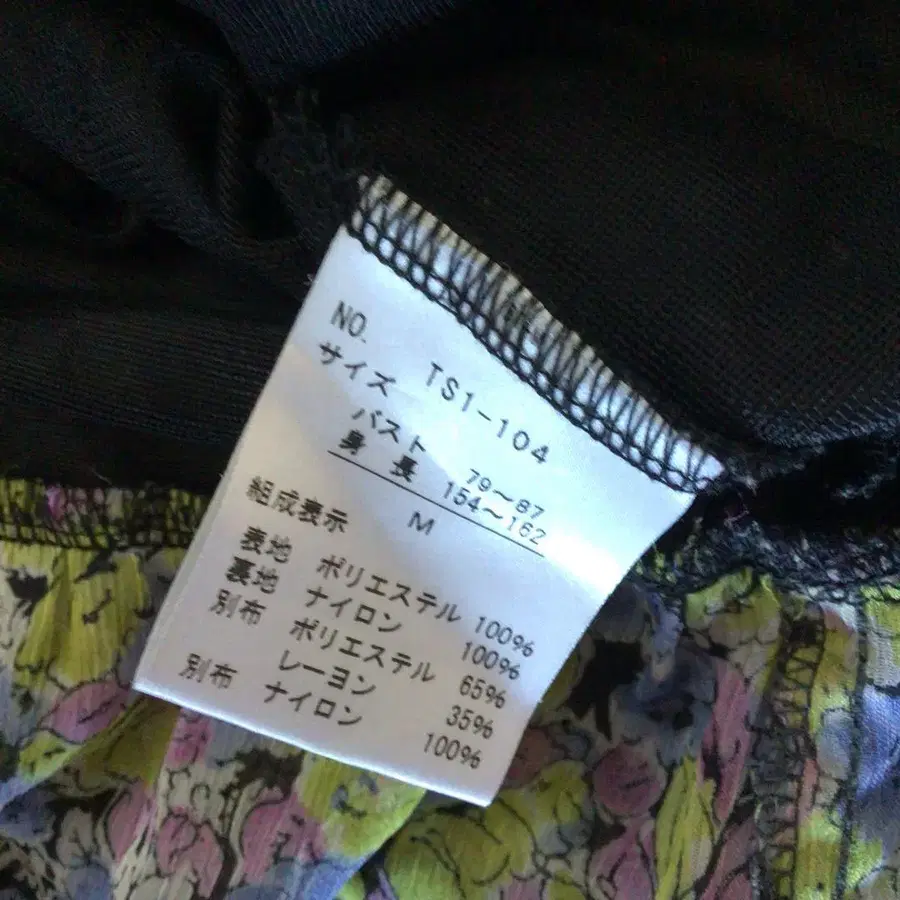 NO. TS1-104
サイズ
バスト 79〜87
身長 154〜162
M
組成表示
表地 ポリエステル 100%
裏地 ナイロン 100%
別布 ポリエステル 65%
レーヨン 35%
別布 ナイロン 100%